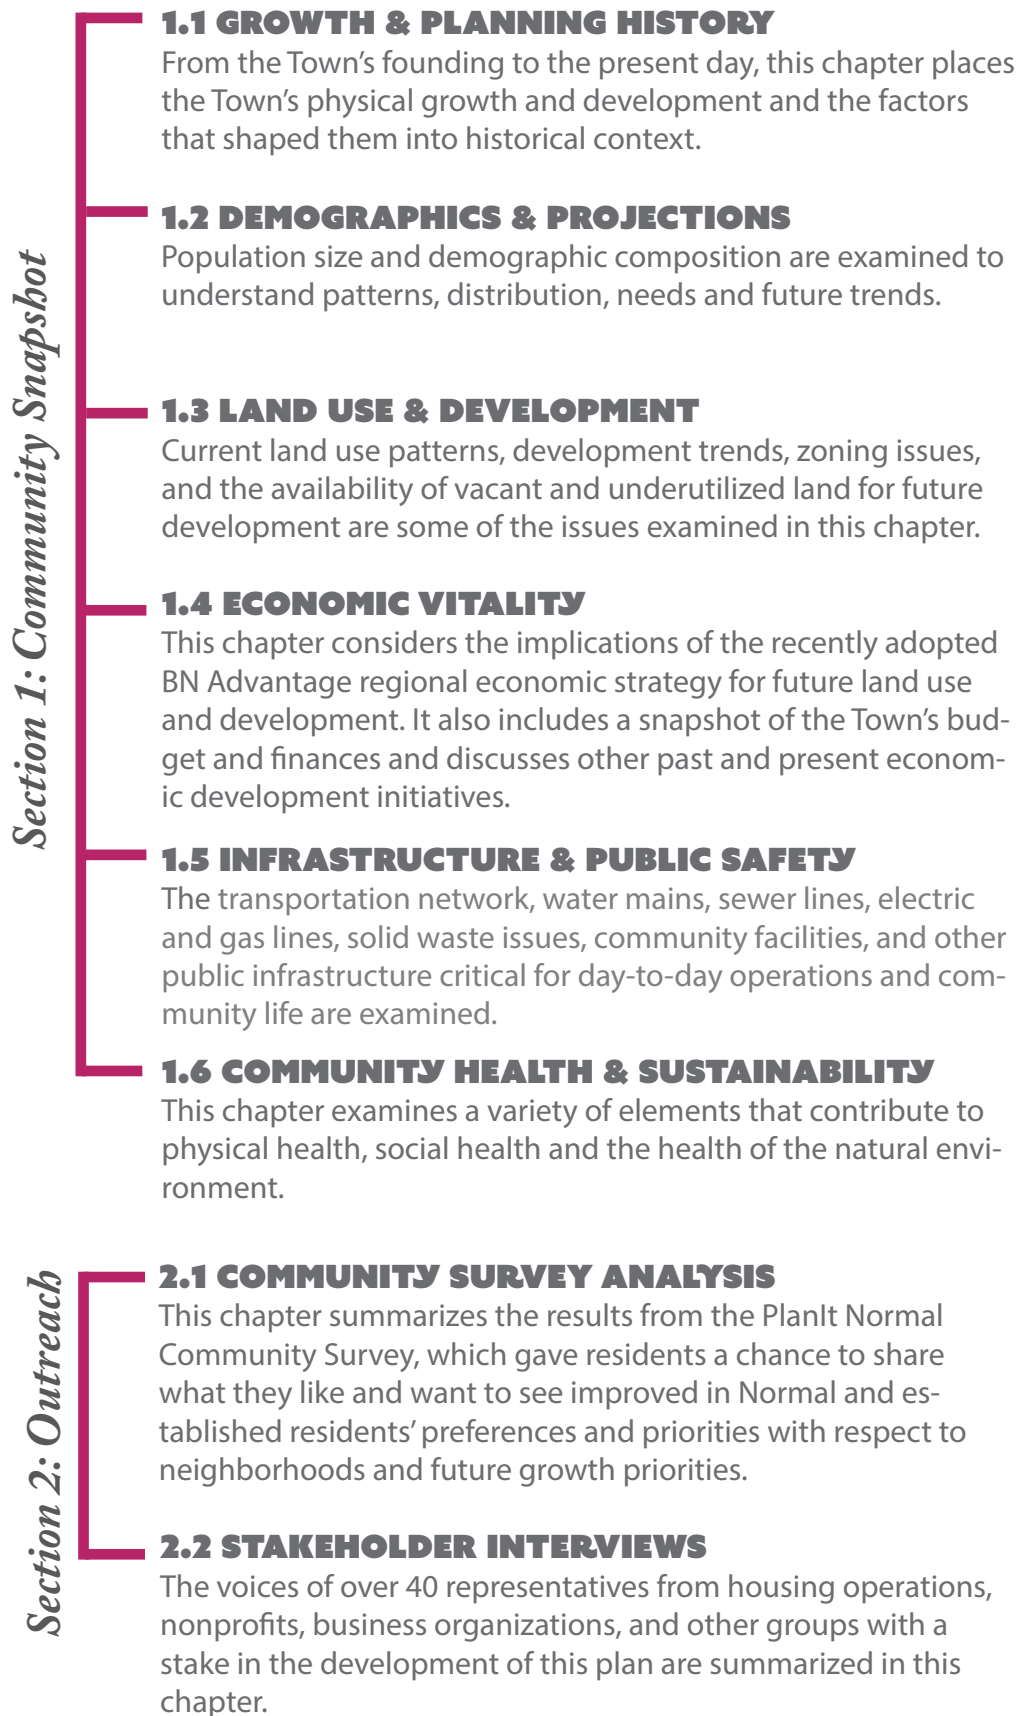 Section 1: Community Snapshot
1.1 GROWTH & PLANNING HISTORY
From the Town's founding to the present day, this chapter places
the Town's physical growth and development and the factors
that shaped them into historical context.
1.2 DEMOGRAPHICS & PROJECTIONS
Population size and demographic composition are examined to
understand patterns, distribution, needs and future trends.
1.3 LAND USE & DEVELOPMENT
Current land use patterns, development trends, zoning issues,
and the availability of vacant and underutilized land for future
development are some of the issues examined in this chapter.
1.4 ECONOMIC VITALITY
This chapter considers the implications of the recently adopted
BN Advantage regional economic strategy for future land use
and development. It also includes a snapshot of the Town's bud-
get and finances and discusses other past and present econom-
ic development initiatives.
1.5 INFRASTRUCTURE & PUBLIC SAFETY
The transportation network, water mains, sewer lines, electric
and gas lines, solid waste issues, community facilities, and other
public infrastructure critical for day-to-day operations and com-
munity life are examined.
1.6 COMMUNITY HEALTH & SUSTAINABILITY
This chapter examines a variety of elements that contribute to
physical health, social health and the health of the natural envi-
ronment.
Section 2: Outreach
2.1 COMMUNITY SURVEY ANALYSIS
This chapter summarizes the results from the PlanIt Normal
Community Survey, which gave residents a chance to share
what they like and want to see improved in Normal and es-
tablished residents' preferences and priorities with respect to
neighborhoods and future growth priorities.
2.2 STAKEHOLDER INTERVIEWS
The voices of over 40 representatives from housing operations,
nonprofits, business organizations, and other groups with a
stake in the development of this plan are summarized in this
chapter.